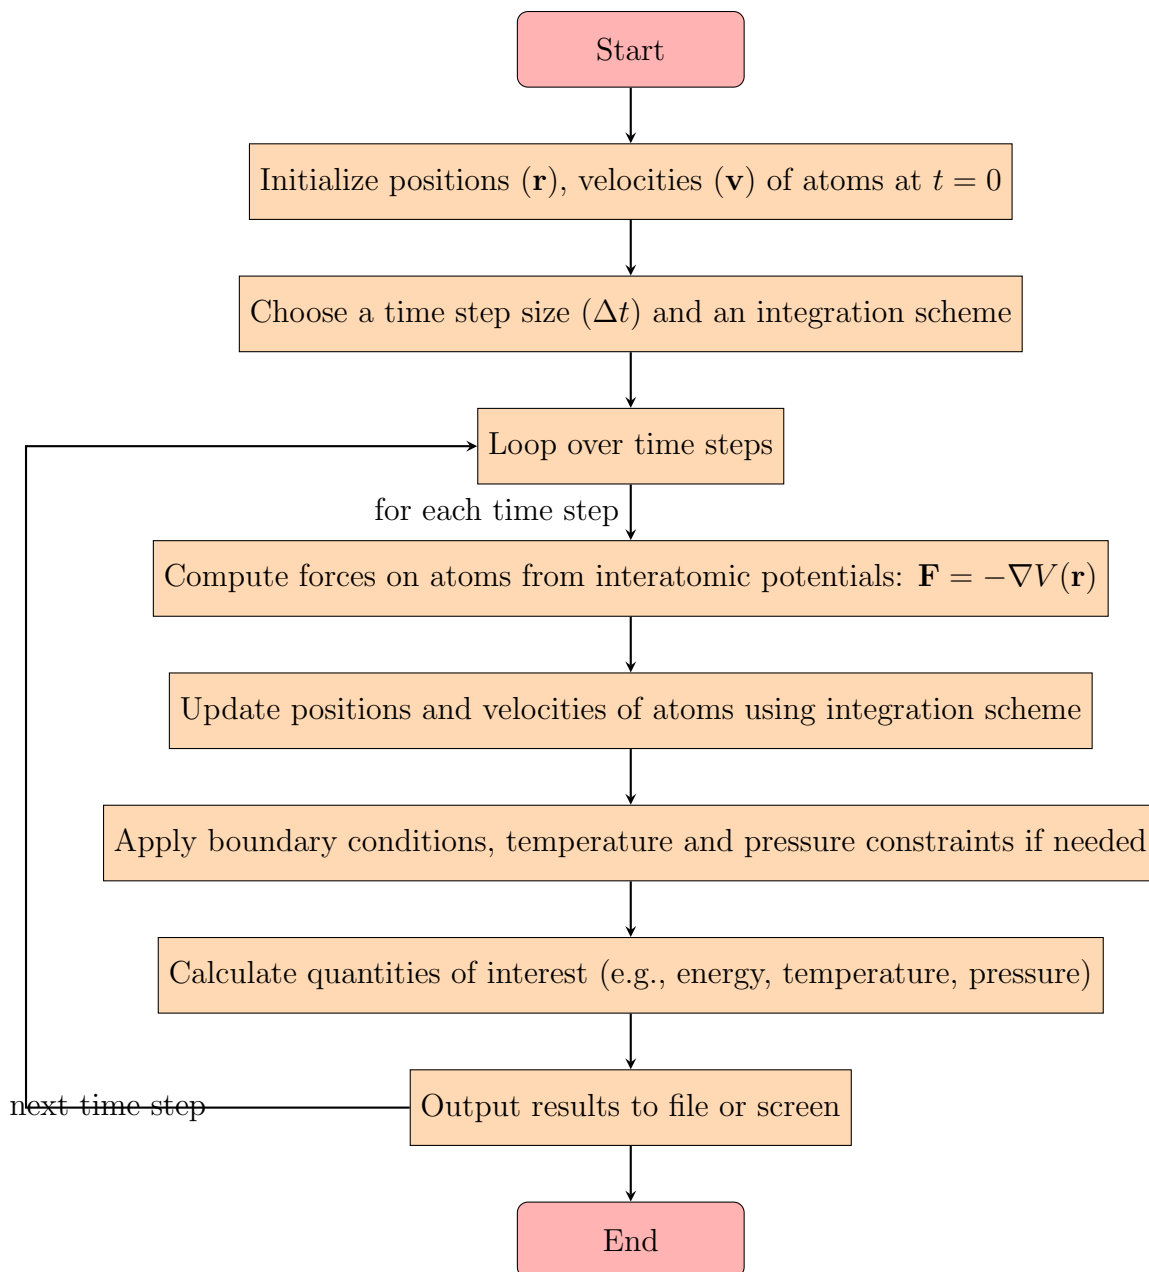 Start
Initialize positions (r), velocities (v) of atoms at t = 0
Choose a time step size (Δt) and an integration scheme
Loop over time steps
for each time step
Compute forces on atoms from interatomic potentials: F = −∇V(r)
Update positions and velocities of atoms using integration scheme
Apply boundary conditions, temperature and pressure constraints if needed
Calculate quantities of interest (e.g., energy, temperature, pressure)
next time step
Output results to file or screen
End